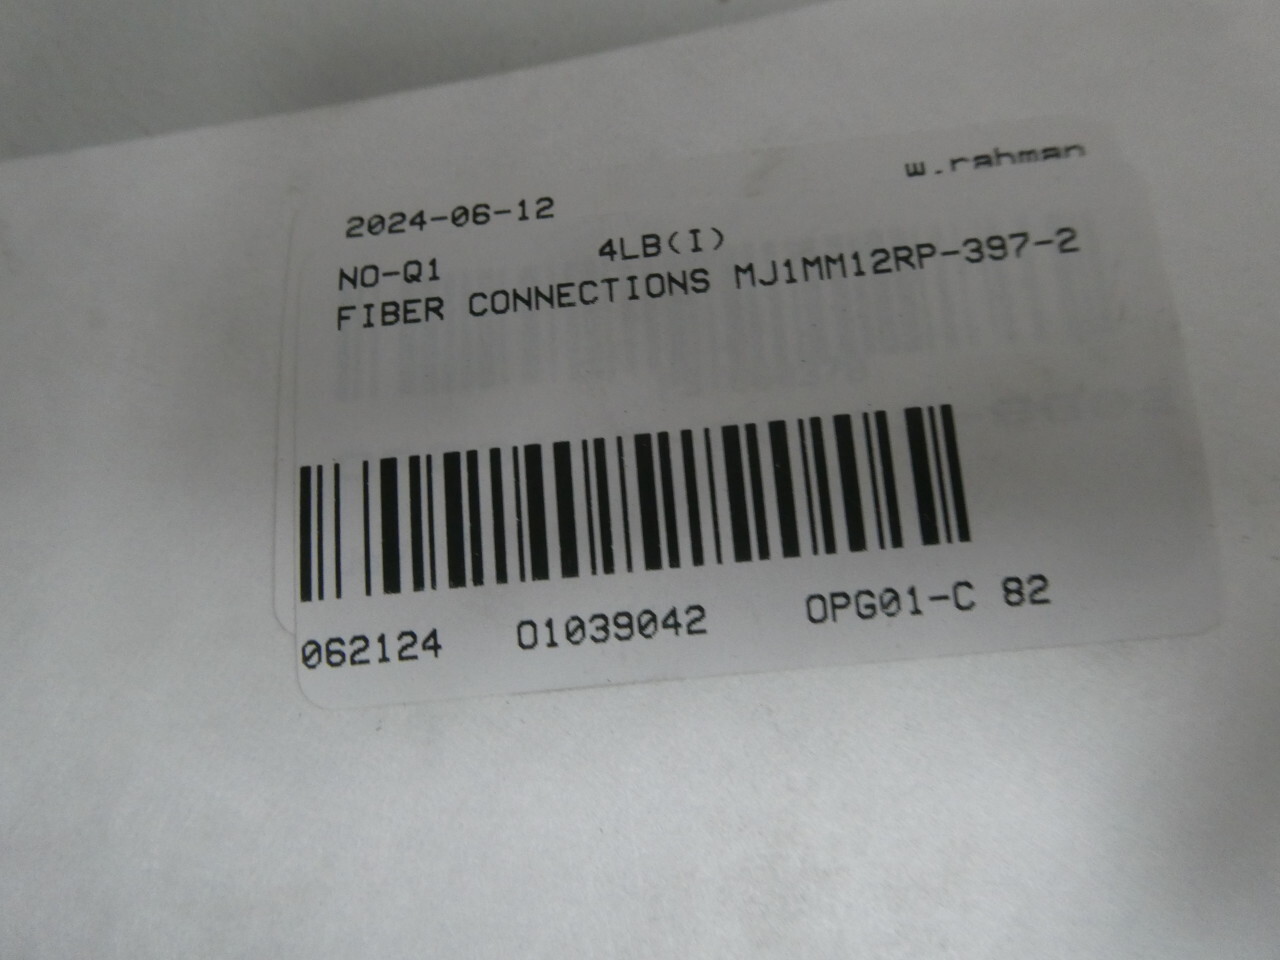 w.rahman
2024-06-12
NO-Q1 4LB(I)
FIBER CONNECTIONS MJ1MM12RP-397-2
062124 01039042 OPG01-C 82